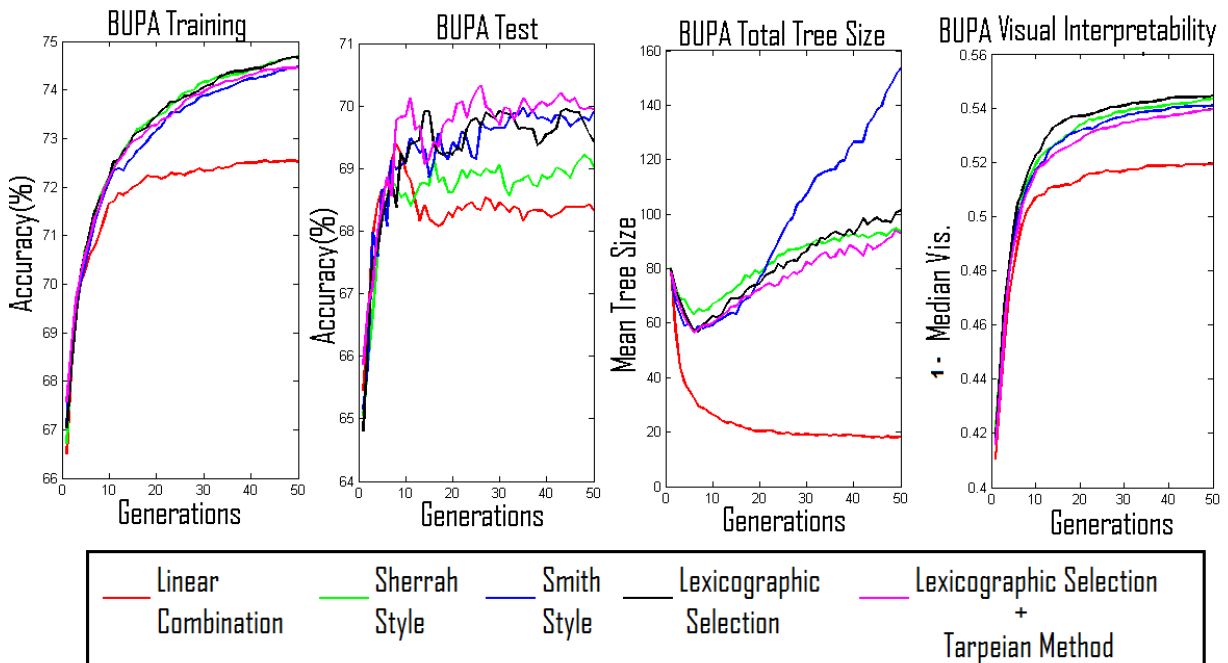 BUPA Training
Accuracy(%)
75
74
73
72
71
70
69
68
67
66
0
10
20
30
40
50
Generations
BUPA Test
Accuracy(%)
71
70
69
68
67
66
65
64
0
10
20
30
40
50
Generations
BUPA Total Tree Size
Mean Tree Size
160
140
120
100
80
60
40
20
0
0
10
20
30
40
50
Generations
BUPA Visual Interpretability
1 - Median Vis.
0.56
0.54
0.52
0.5
0.48
0.46
0.44
0.42
0.4
0
10
20
30
40
50
Generations
Linear
Combination
Sherrah
Style
Smith
Style
Lexicographic
Selection
Lexicographic Selection
+
Tarpeian Method